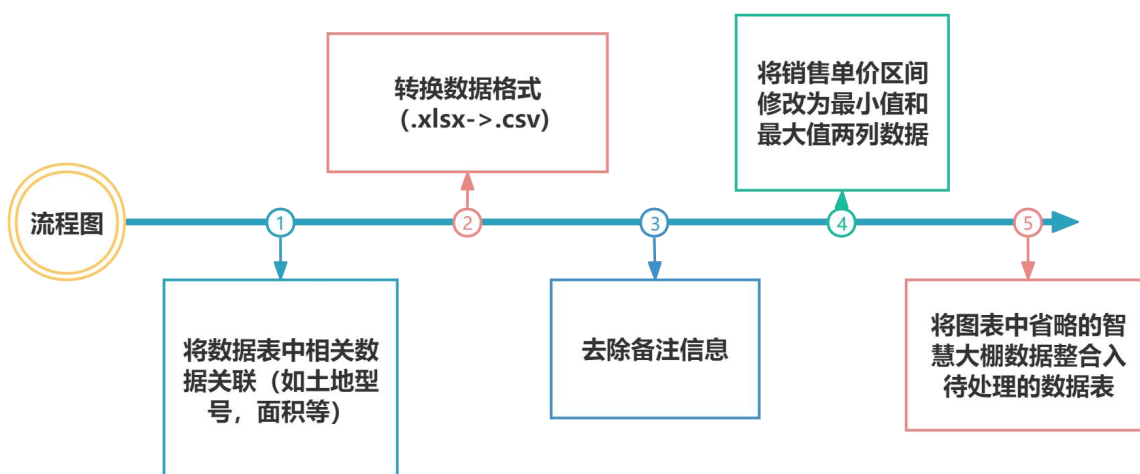 流程图
1
将数据表中相关数
据关联（如土地型
号，面积等）
2
转换数据格式
（.xlsx->.csv)
3
去除备注信息
4
将销售单价区间
修改为最小值和
最大值两列数据
5
将图表中省略的智
慧大棚数据整合入
待处理的数据表